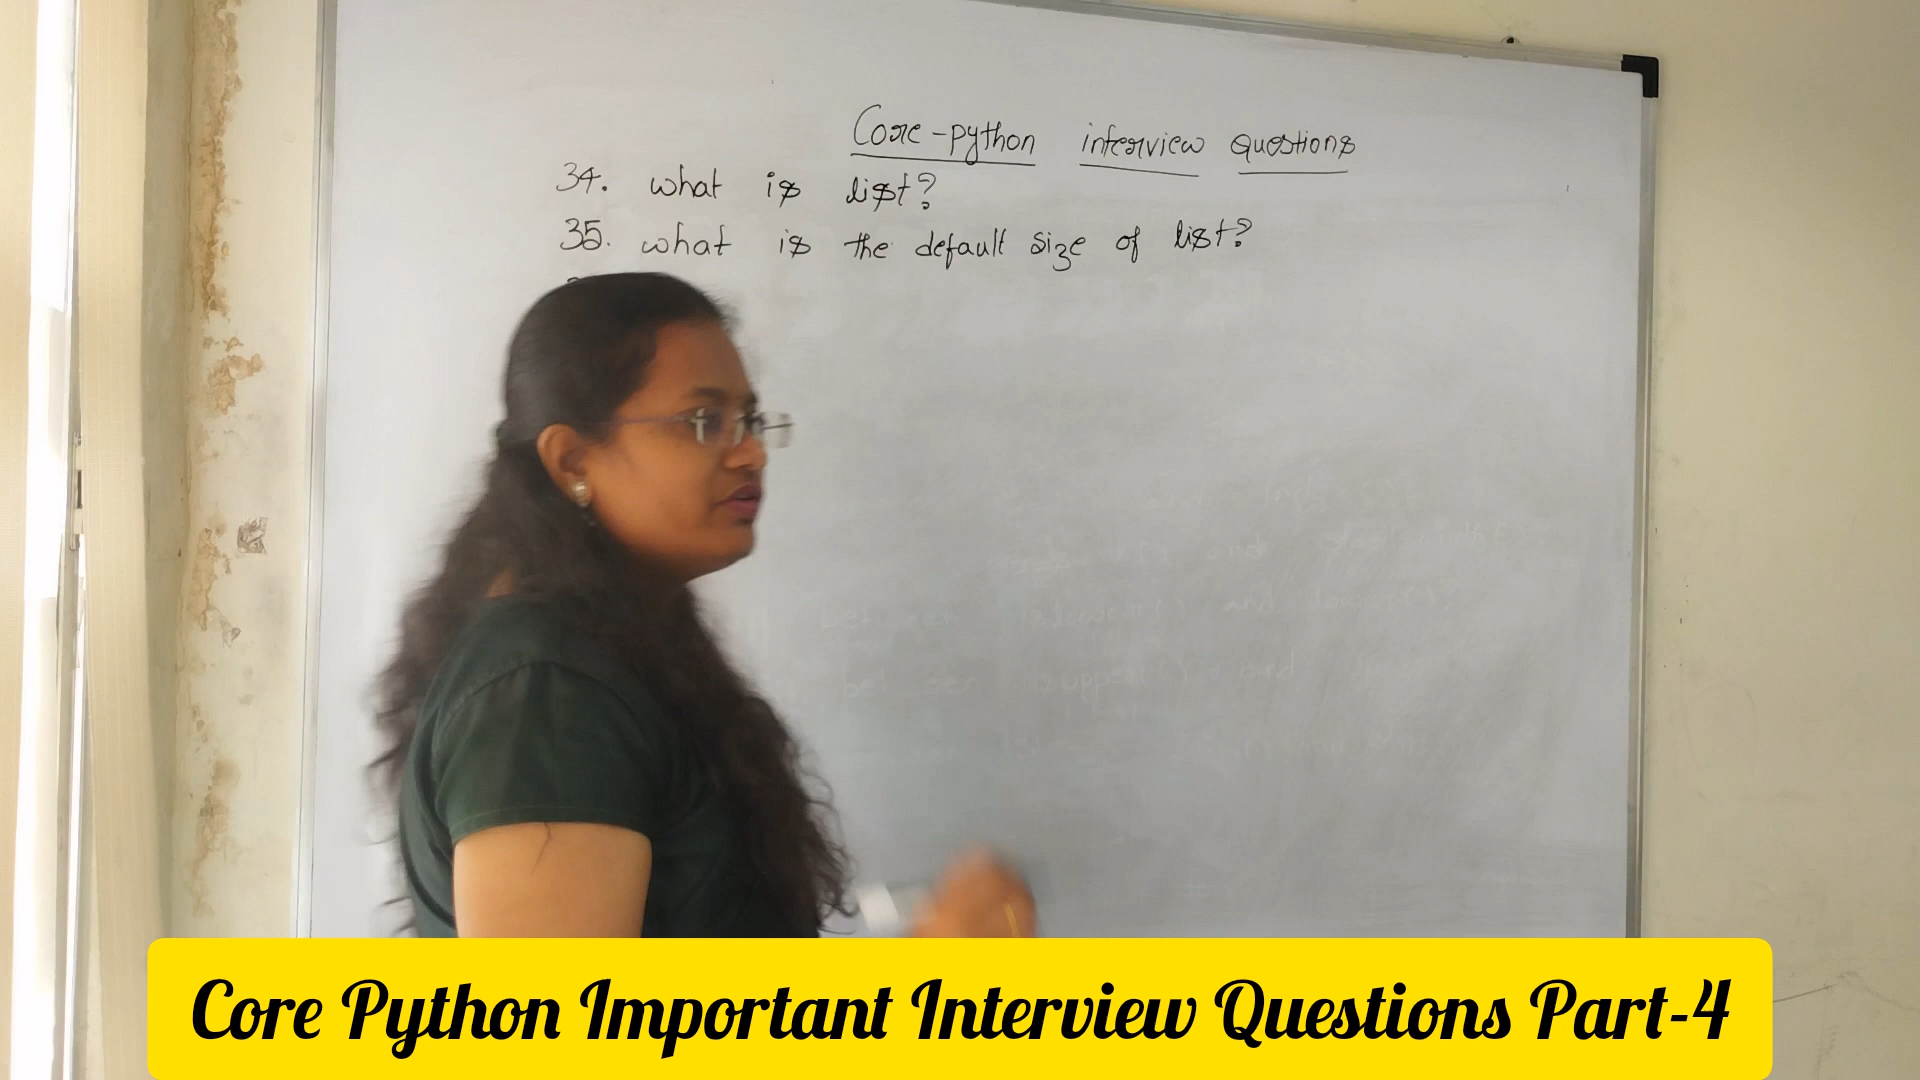 Core-python interview questions
34. what is list?
35. what is the default size of list?
Core Python Important Interview Questions Part-4